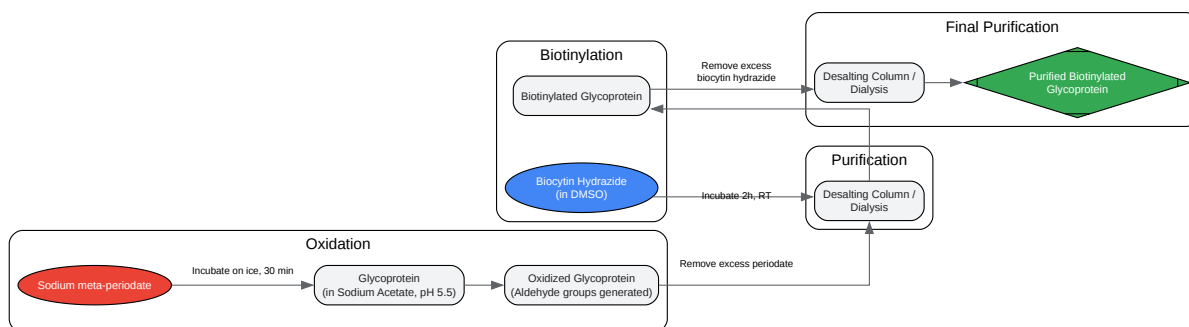 Final Purification
Biotinylation
Remove excess
biocytin hydrazide
Desalting Column /
Dialysis
Purified Biotinylated
Glycoprotein
Biotinylated Glycoprotein
Purification
Biocytin Hydrazide
(in DMSO)
Incubate 2h, RT
Desalting Column /
Dialysis
Oxidation
Incubate on ice, 30 min
Remove excess periodate
Sodium meta-periodate
Glycoprotein
(in Sodium Acetate, pH 5.5)
Oxidized Glycoprotein
(Aldehyde groups generated)